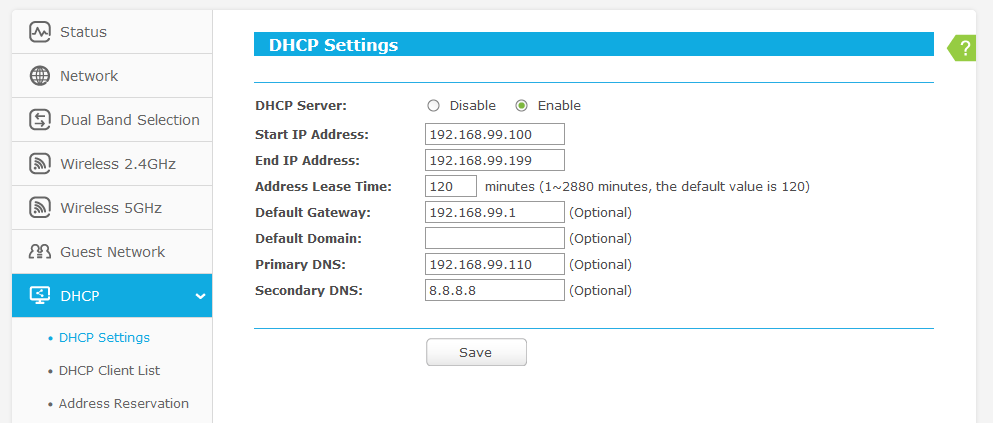 Status
Network
Dual Band Selection
Wireless 2.4GHz
Wireless 5GHz
Guest Network
DHCP
• DHCP Settings
• DHCP Client List
• Address Reservation
DHCP Settings
?
DHCP Server: Disable Enable
Start IP Address: 192.168.99.100
End IP Address: 192.168.99.199
Address Lease Time: 120 minutes (1~2880 minutes, the default value is 120)
Default Gateway: 192.168.99.1 (Optional)
Default Domain: (Optional)
Primary DNS: 192.168.99.110 (Optional)
Secondary DNS: 8.8.8.8 (Optional)
Save